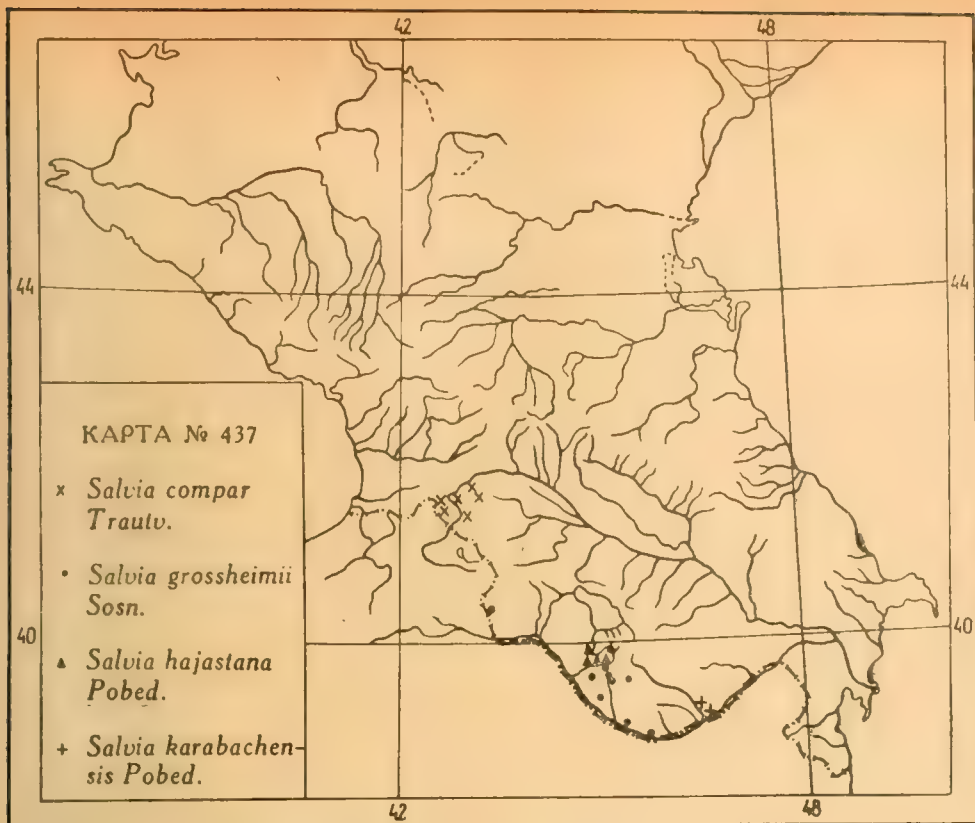 42 48
44 44
КАРТА № 437
× Salvia compar
Trautv.
• Salvia grossheimii
Sosn.
40 40
▲ Salvia hajastana
Pobed.
+ Salvia karabachen-
sis Pobed.
42 48